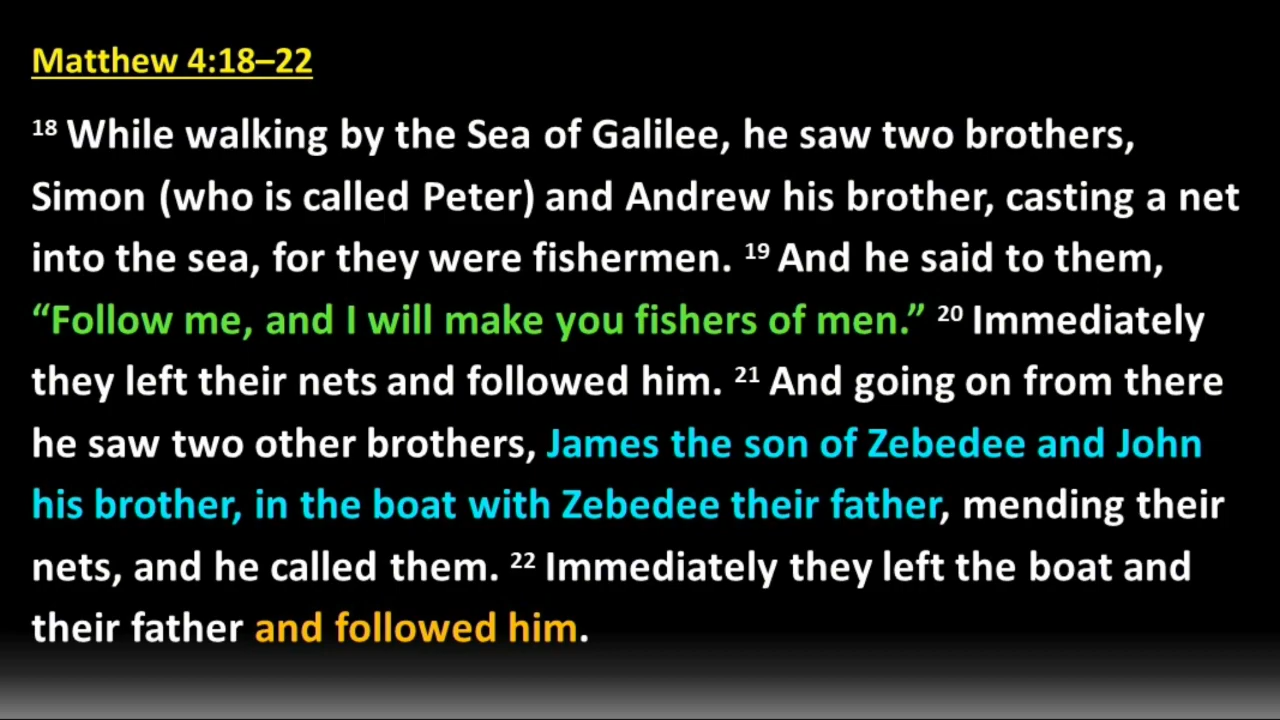 Matthew 4:18–22
18 While walking by the Sea of Galilee, he saw two brothers,
Simon (who is called Peter) and Andrew his brother, casting a net
into the sea, for they were fishermen. 19 And he said to them,
“Follow me, and I will make you fishers of men.” 20 Immediately
they left their nets and followed him. 21 And going on from there
he saw two other brothers, James the son of Zebedee and John
his brother, in the boat with Zebedee their father, mending their
nets, and he called them. 22 Immediately they left the boat and
their father and followed him.